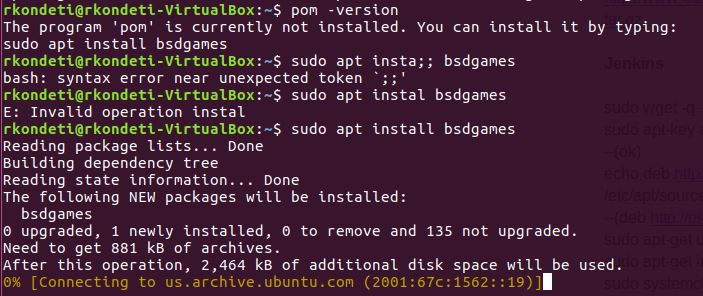 rkondeti@rkondeti-VirtualBox:~$ pom -version
The program 'pom' is currently not installed. You can install it by typing:
sudo apt install bsdgames
rkondeti@rkondeti-VirtualBox:~$ sudo apt insta;; bsdgames
bash: syntax error near unexpected token `;;'
rkondeti@rkondeti-VirtualBox:~$ sudo apt instal bsdgames
E: Invalid operation instal
rkondeti@rkondeti-VirtualBox:~$ sudo apt install bsdgames
Reading package lists... Done
Building dependency tree
Reading state information... Done
The following NEW packages will be installed:
  bsdgames
0 upgraded, 1 newly installed, 0 to remove and 135 not upgraded.
Need to get 881 kB of archives.
After this operation, 2,464 kB of additional disk space will be used.
0% [Connecting to us.archive.ubuntu.com (2001:67c:1562::19)]
Jenkins
sudo wget -q
sudo apt-key
--(ok)
echo deb http
/etc/apt/source
--(deb http://
sudo apt-get
sudo apt-get
sudo